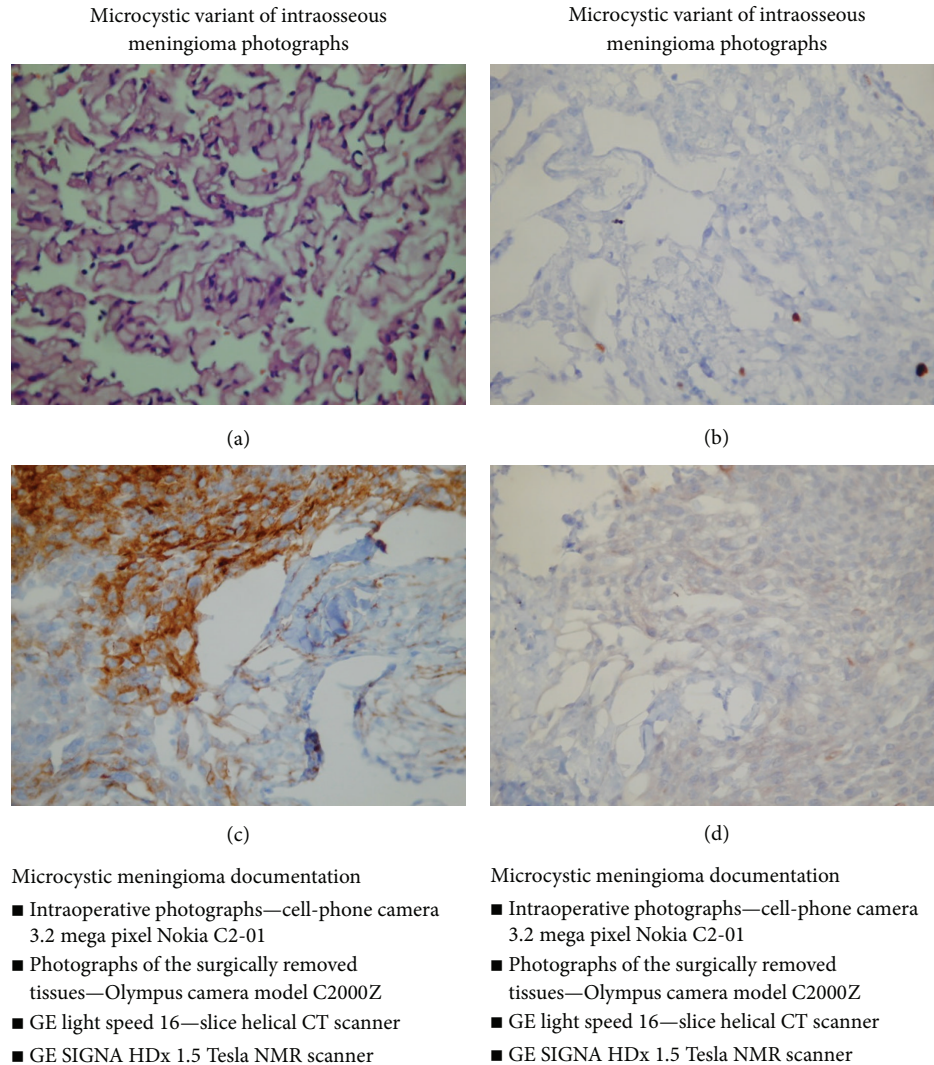 Microcystic variant of intraosseous
meningioma photographs
Microcystic variant of intraosseous
meningioma photographs
(a)
(b)
(c)
(d)
Microcystic meningioma documentation
■ Intraoperative photographs—cell-phone camera
3.2 mega pixel Nokia C2-01
■ Photographs of the surgically removed
tissues—Olympus camera model C2000Z
■ GE light speed 16—slice helical CT scanner
■ GE SIGNA HDx 1.5 Tesla NMR scanner
Microcystic meningioma documentation
■ Intraoperative photographs—cell-phone camera
3.2 mega pixel Nokia C2-01
■ Photographs of the surgically removed
tissues—Olympus camera model C2000Z
■ GE light speed 16—slice helical CT scanner
■ GE SIGNA HDx 1.5 Tesla NMR scanner